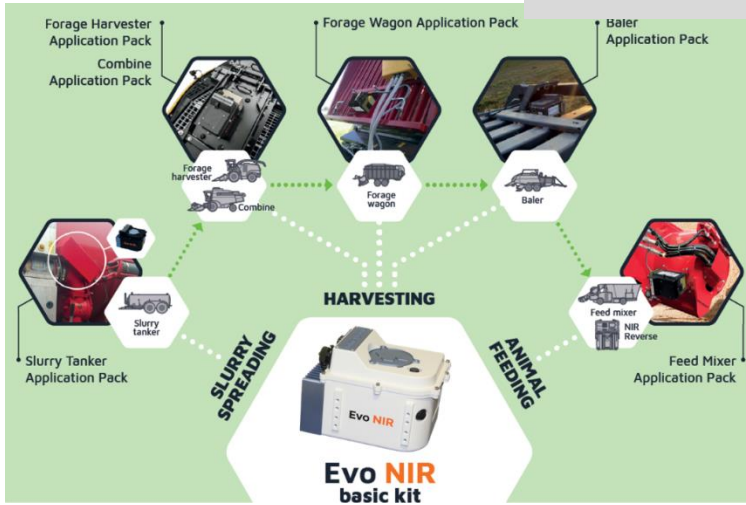 Forage Harvester
Application Pack
Combine
Application Pack
Forage Wagon Application Pack
Baler
Application Pack
Forage
harvester
Combine
Forage
wagon
Baler
Slurry
tanker
Feed mixer
NIR
Reverse
Slurry Tanker
Application Pack
Feed Mixer
Application Pack
HARVESTING
SLURRY
SPREADING
ANIMAL
FEEDING
Evo NIR
Evo NIR
basic kit